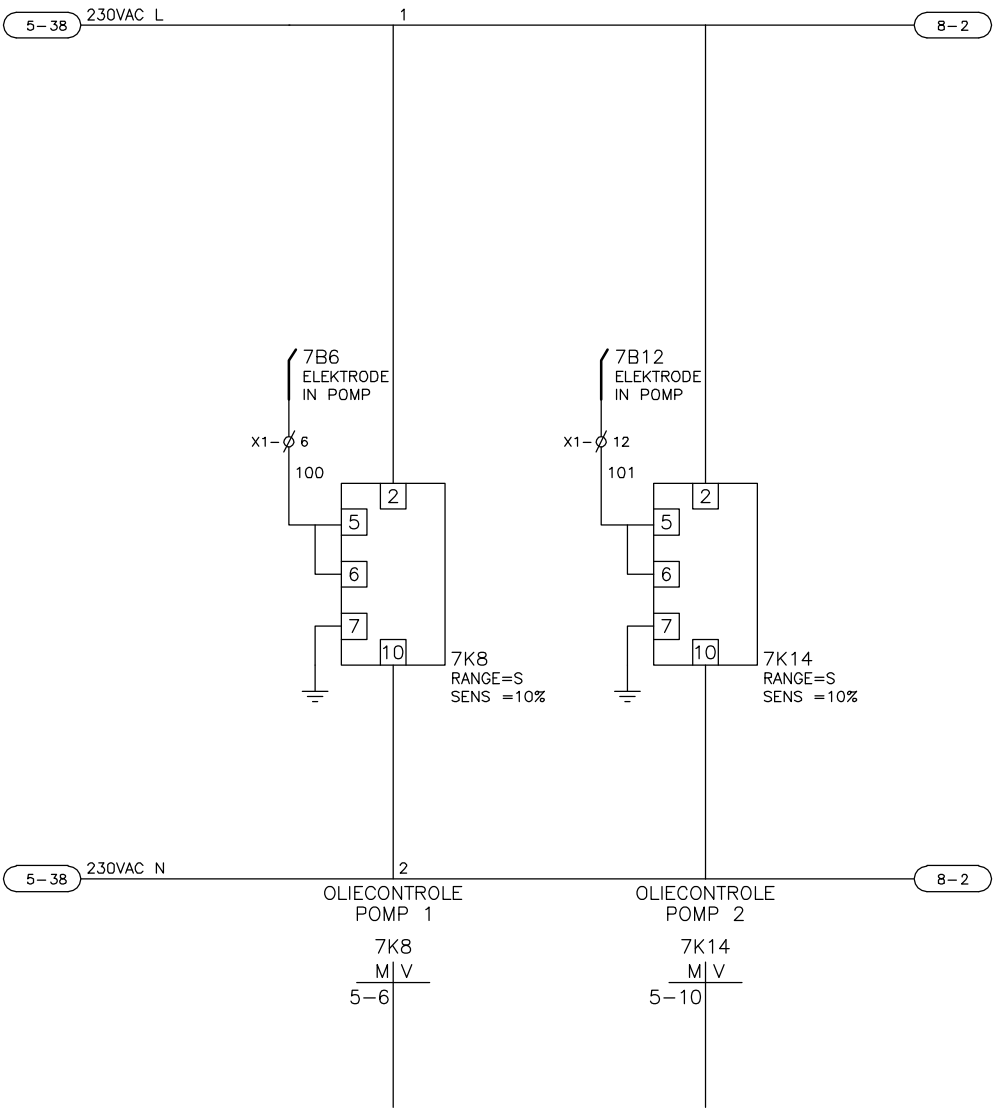 5-38
230VAC L
1
8-2
7B6
ELEKTRODE
IN POMP
X1-
6
100
2
5
6
7
10
7K8
RANGE=S
SENS =10%
7B12
ELEKTRODE
IN POMP
X1-
12
101
2
5
6
7
10
7K14
RANGE=S
SENS =10%
5-38
230VAC N
2
8-2
OLIECONTROLE
POMP 1
7K8
M V
5-6
OLIECONTROLE
POMP 2
7K14
M V
5-10